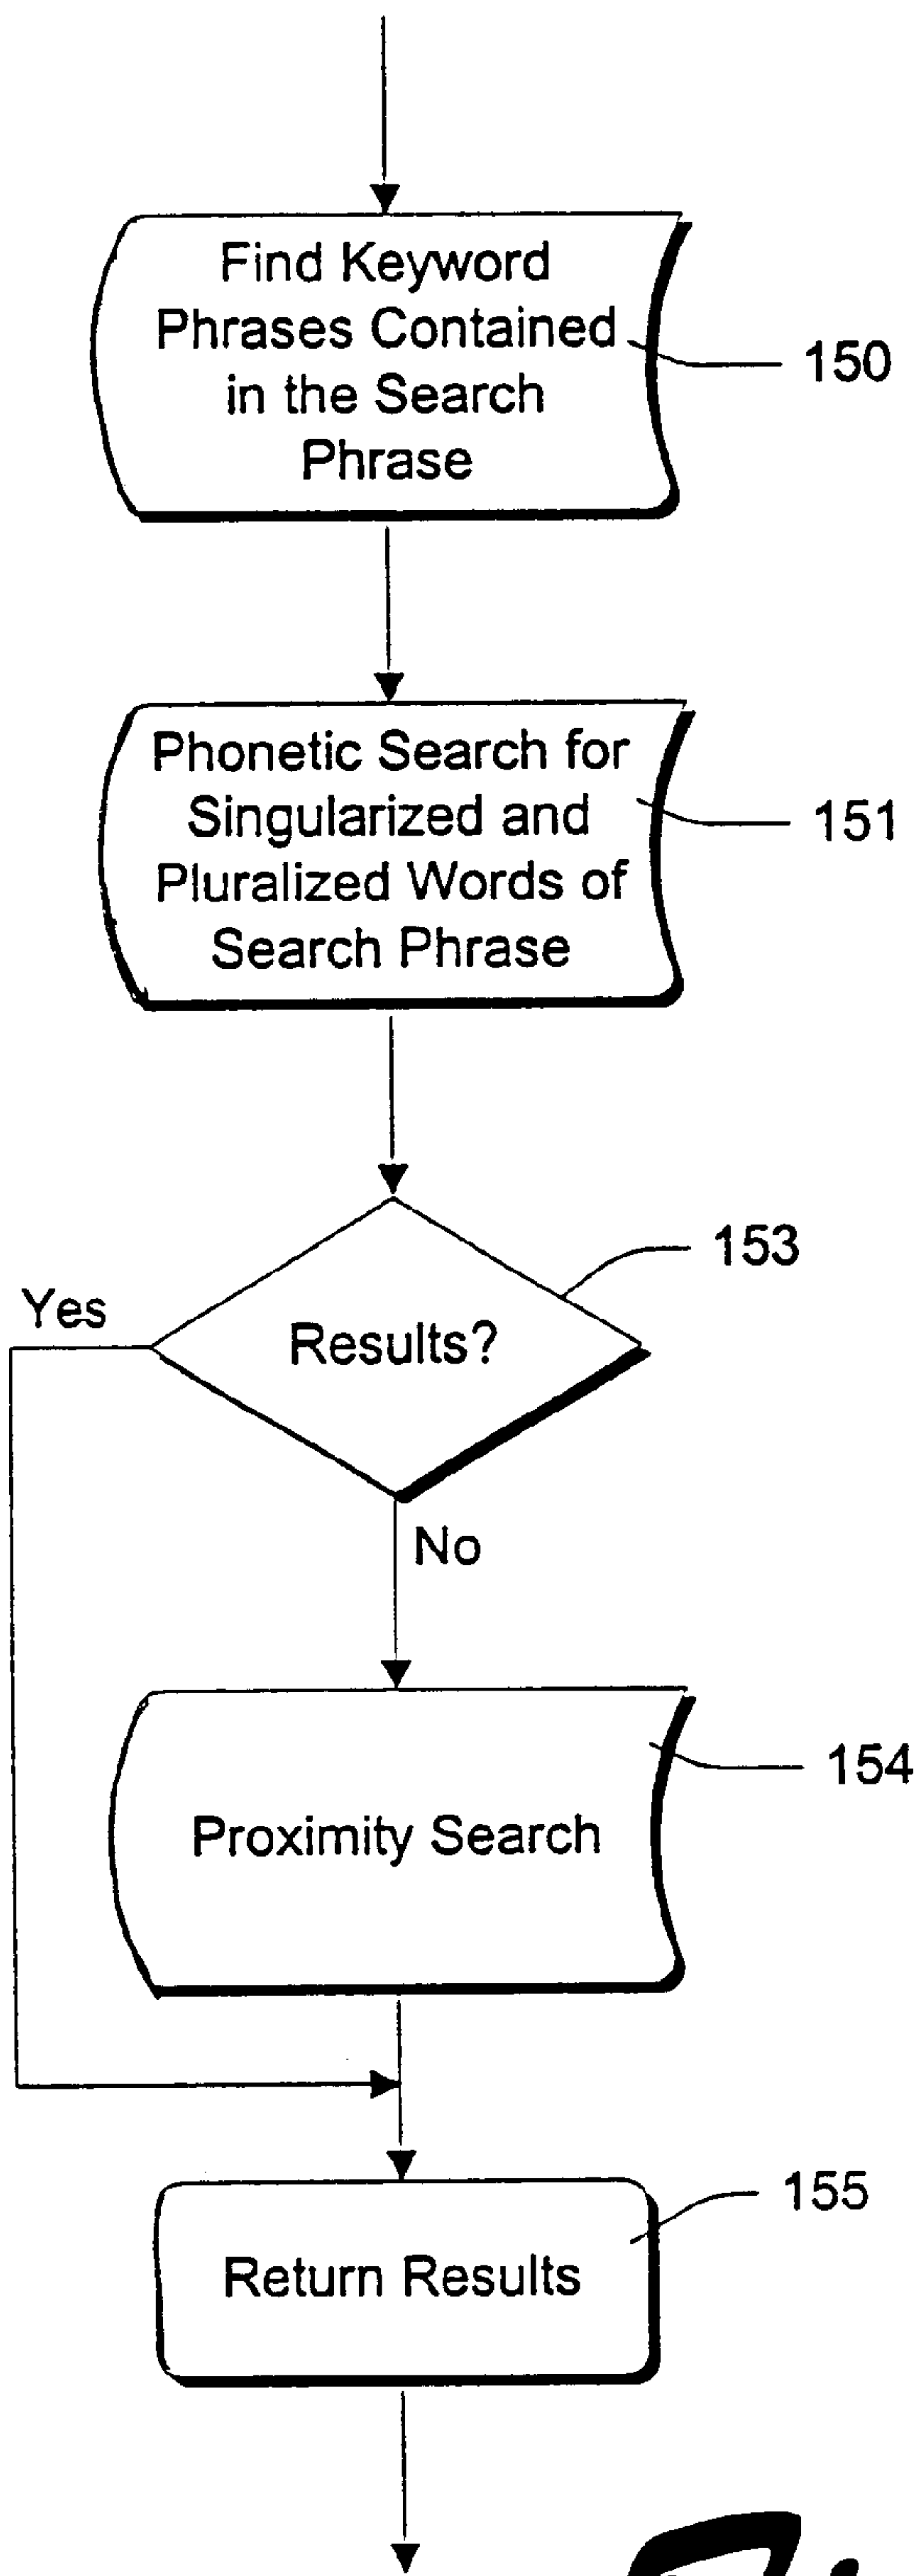 Find Keyword
Phrases Contained
in the Search
Phrase
150
Phonetic Search for
Singularized and
Pluralized Words of
Search Phrase
151
153
Yes
Results?
No
154
Proximity Search
155
Return Results